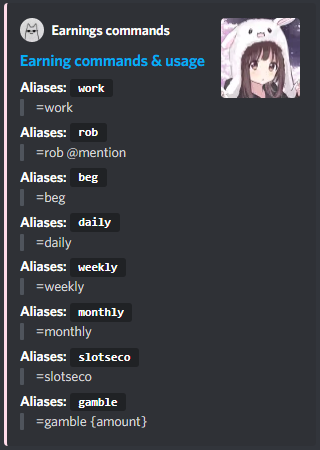 Earnings commands
Earning commands & usage
Aliases: work
=work
Aliases: rob
=rob @mention
Aliases: beg
=beg
Aliases: daily
=daily
Aliases: weekly
=weekly
Aliases: monthly
=monthly
Aliases: slotseco
=slotseco
Aliases: gamble
=gamble {amount}